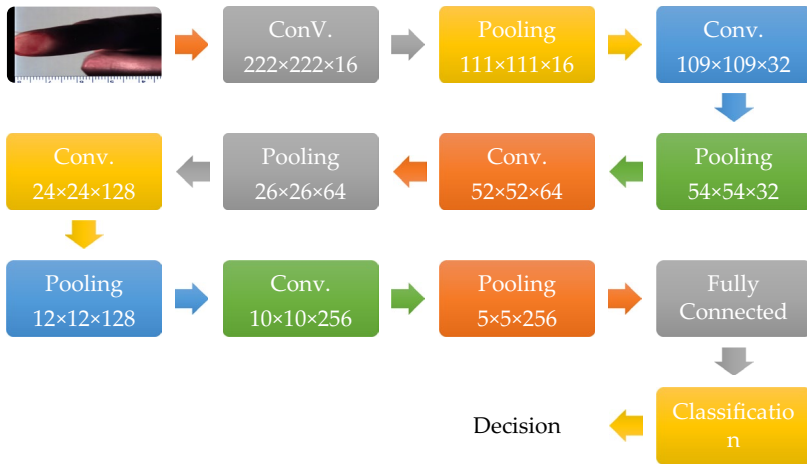 ConV.
222×222×16
Pooling
111×111×16
Conv.
109×109×32
Pooling
54×54×32
Conv.
52×52×64
Pooling
26×26×64
Conv.
24×24×128
Pooling
12×12×128
Conv.
10×10×256
Pooling
5×5×256
Fully
Connected
Classificatio
n
Decision